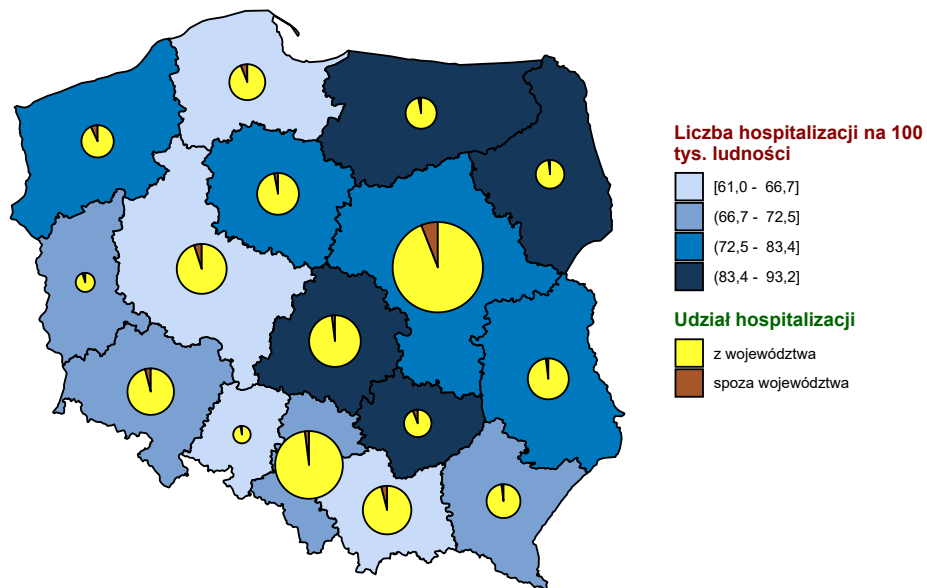 Liczba hospitalizacji na 100
tys. ludności
[61,0 - 66,7]
(66,7 - 72,5]
(72,5 - 83,4]
(83,4 - 93,2]
Udział hospitalizacji
z województwa
spoza województwa